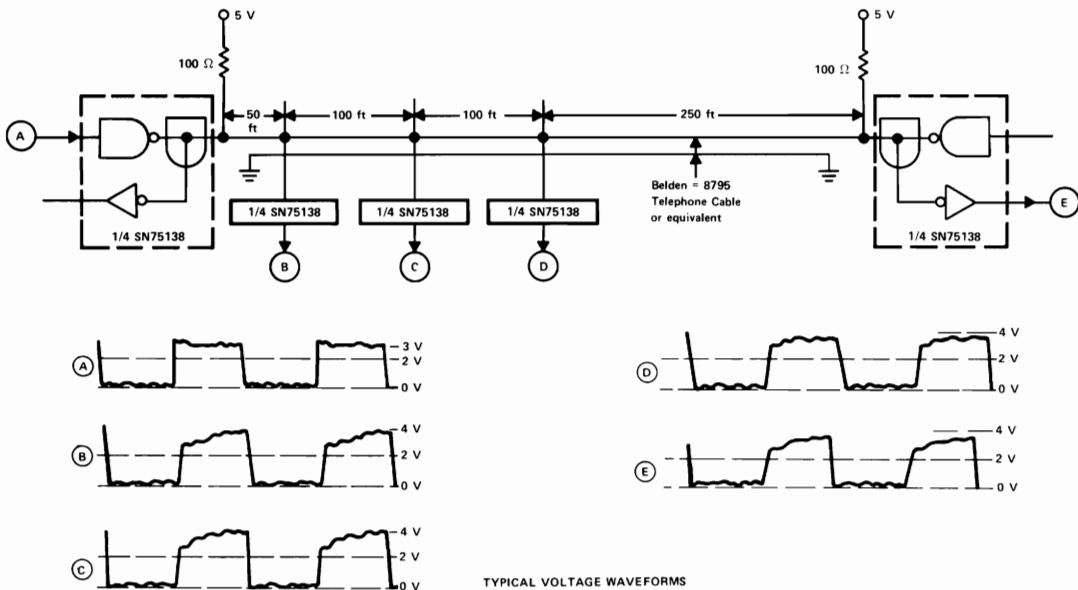 5 V
5 V
100 Ω
100 Ω
50 ft
100 ft
100 ft
250 ft
A
1/4 SN75138
1/4 SN75138
1/4 SN75138
1/4 SN75138
Belden = 8795
Telephone Cable
or equivalent
1/4 SN75138
E
B
C
D
A
3 V
2 V
0 V
D
4 V
2 V
0 V
B
4 V
2 V
0 V
E
4 V
2 V
0 V
C
4 V
2 V
0 V
TYPICAL VOLTAGE WAVEFORMS